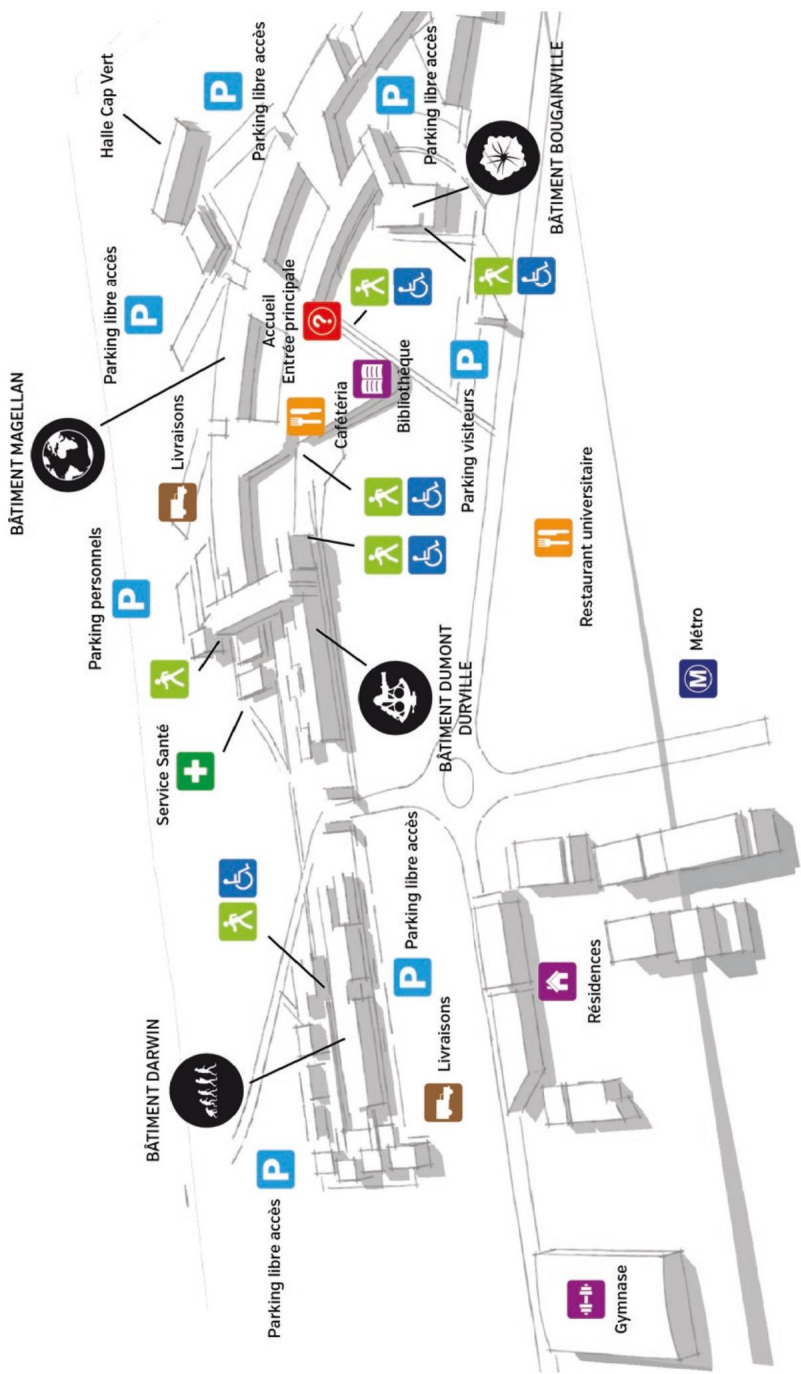 BÂTIMENT MAGELLAN
P
Parking personnels
P
Parking libre accès
Halle Cap Vert
BÂTIMENT DARWIN
Service Santé
Livraisons
P
Parking libre accès
P
Parking libre accès
Accueil
Entrée principale
?
Cafétéria
Bibliothèque
P
Parking libre accès
P
Parking libre accès
Livraisons
BÂTIMENT DUMONT
DURVILLE
P
Parking visiteurs
BÂTIMENT BOUGAINVILLE
Résidences
Restaurant universitaire
Gymnase
M
Métro